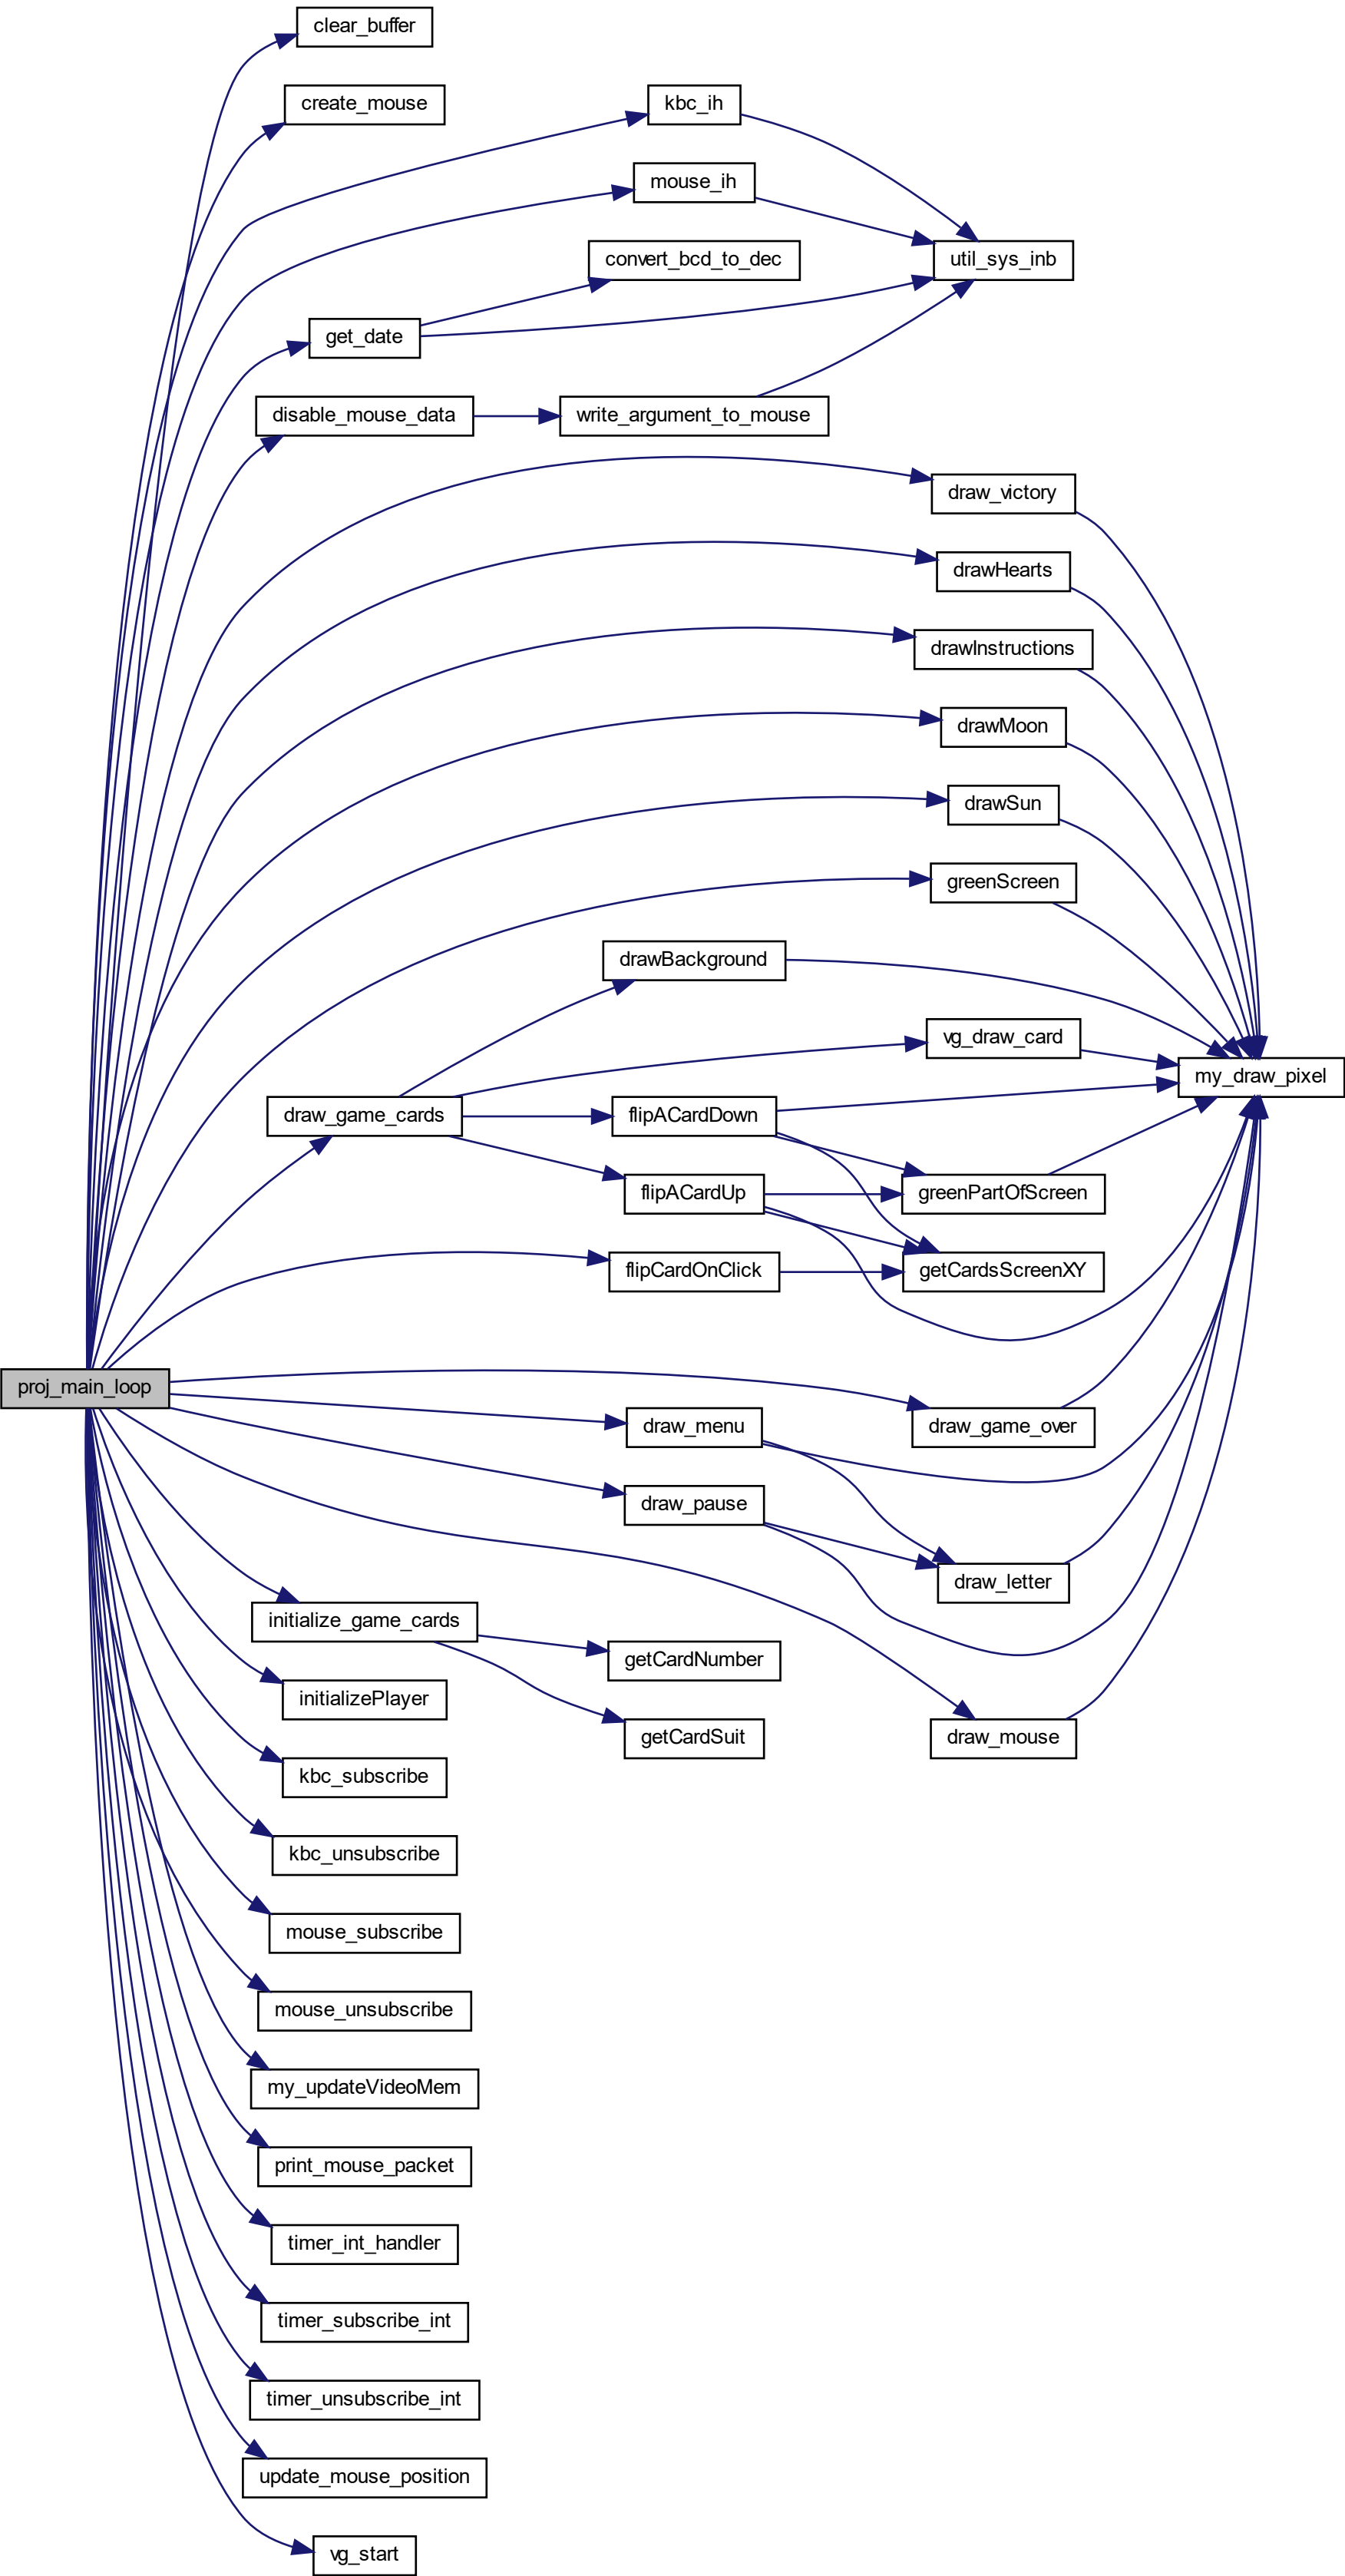 clear_buffer
create_mouse
kbc_ih
mouse_ih
convert_bcd_to_dec
util_sys_inb
get_date
disable_mouse_data
write_argument_to_mouse
draw_victory
drawHearts
drawInstructions
drawMoon
drawSun
greenScreen
drawBackground
vg_draw_card
my_draw_pixel
draw_game_cards
flipACardDown
flipACardUp
greenPartOfScreen
flipCardOnClick
getCardsScreenXY
proj_main_loop
draw_menu
draw_game_over
draw_pause
draw_letter
initialize_game_cards
getCardNumber
initializePlayer
getCardSuit
draw_mouse
kbc_subscribe
kbc_unsubscribe
mouse_subscribe
mouse_unsubscribe
my_updateVideoMem
print_mouse_packet
timer_int_handler
timer_subscribe_int
timer_unsubscribe_int
update_mouse_position
vg_start